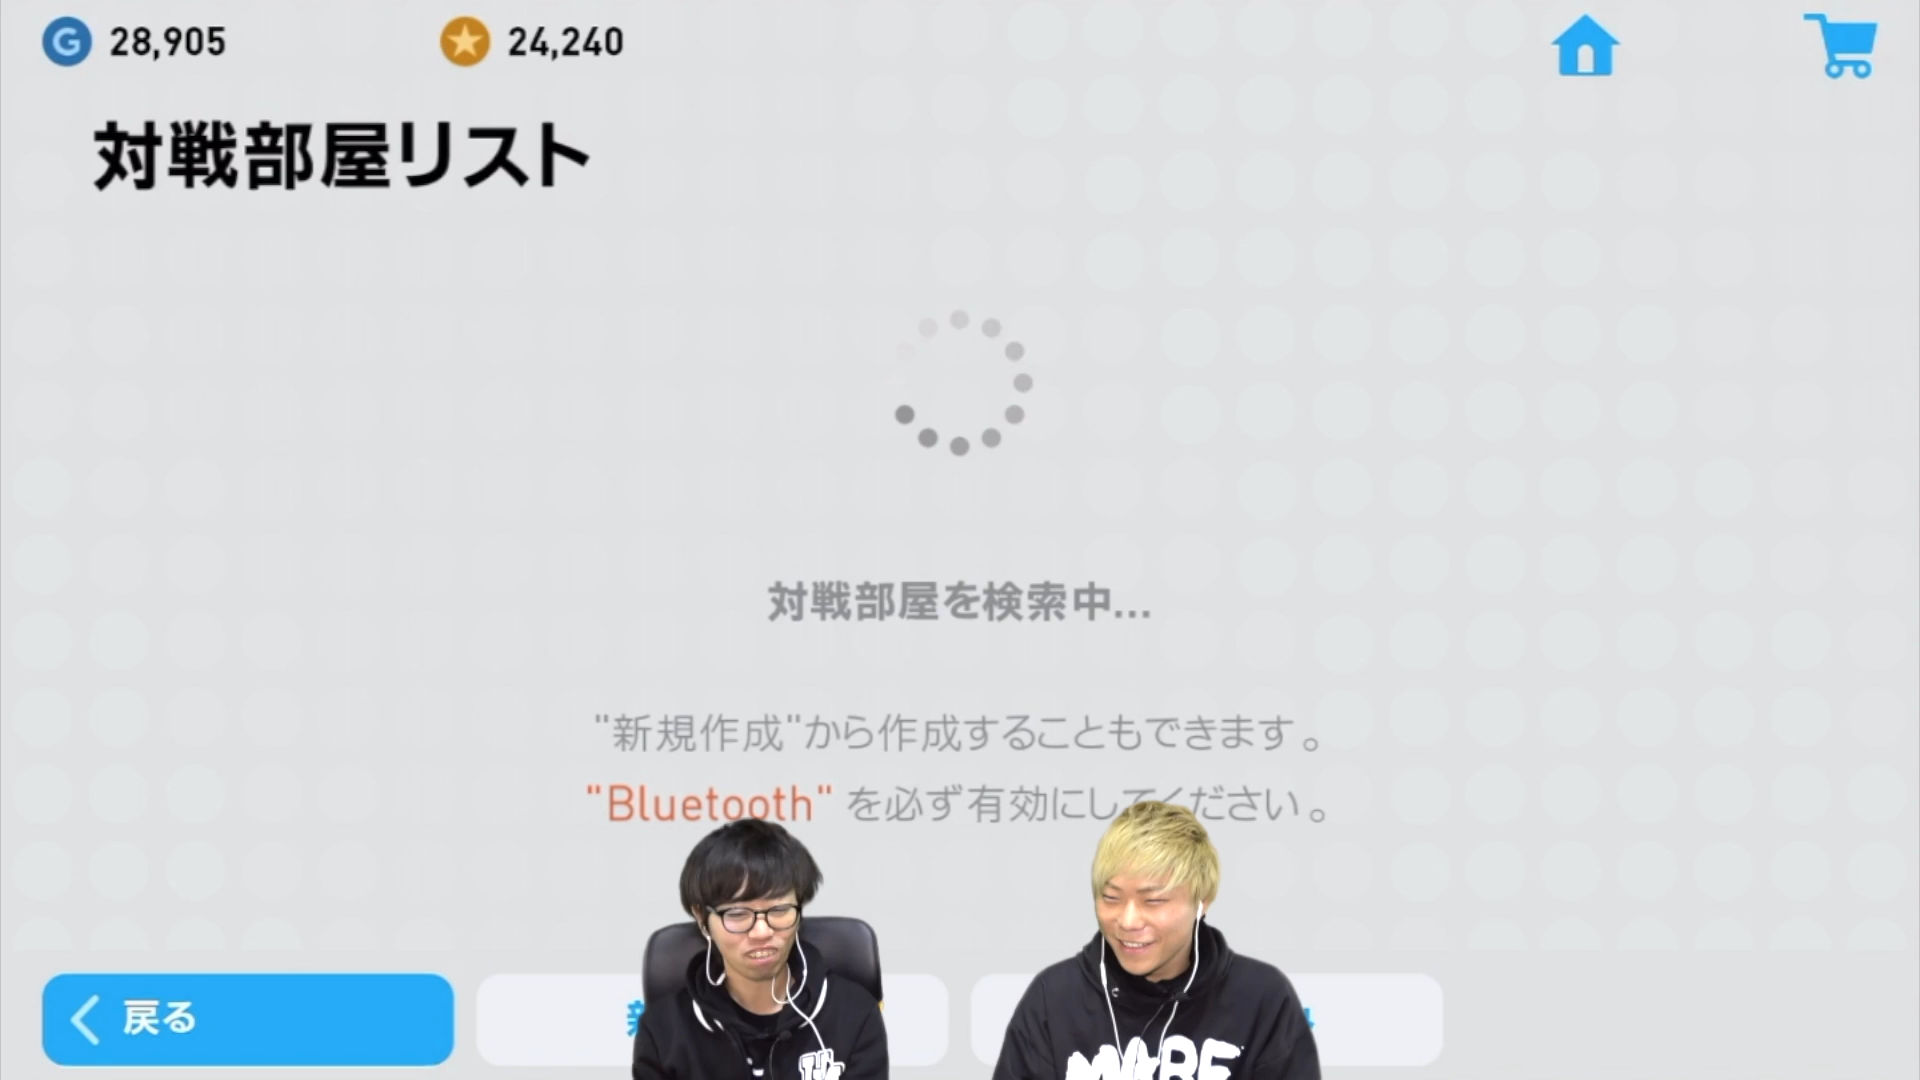 28,905
24,240
対戦部屋リスト
対戦部屋を検索中...
"新規作成"から作成することもできます。
"Bluetooth" を必ず有効にしてください。
戻る